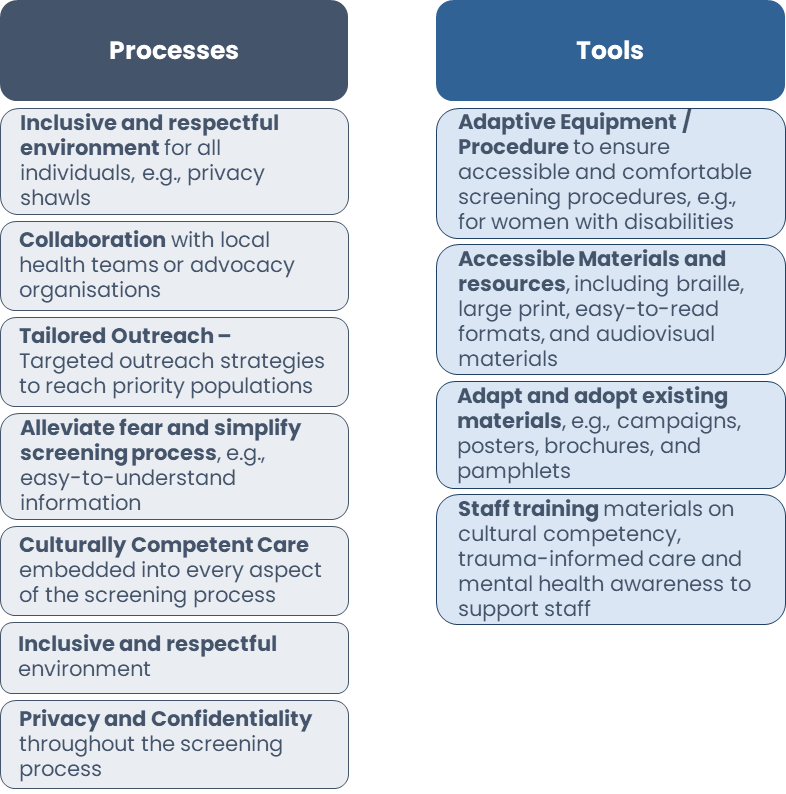 Processes
Inclusive and respectful
environment for all
individuals, e.g., privacy
shawls
Collaboration with local
health teams or advocacy
organisations
Tailored Outreach –
Targeted outreach strategies
to reach priority populations
Alleviate fear and simplify
screening process, e.g.,
easy-to-understand
information
Culturally Competent Care
embedded into every aspect
of the screening process
Inclusive and respectful
environment
Privacy and Confidentiality
throughout the screening
process
Tools
Adaptive Equipment /
Procedure to ensure
accessible and comfortable
screening procedures, e.g.,
for women with disabilities
Accessible Materials and
resources, including braille,
large print, easy-to-read
formats, and audiovisual
materials
Adapt and adopt existing
materials, e.g., campaigns,
posters, brochures, and
pamphlets
Staff training materials on
cultural competency,
trauma-informed care and
mental health awareness to
support staff